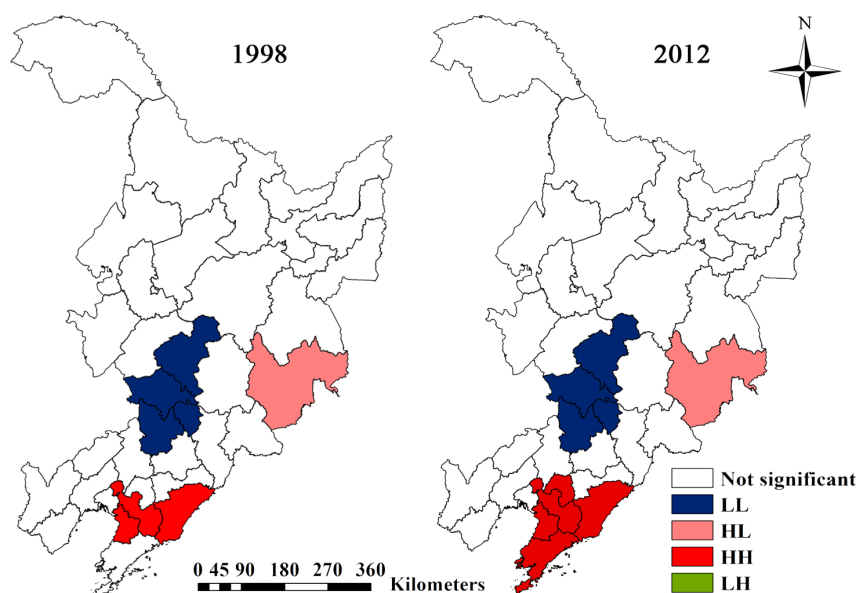 1998
2012
N
Not significant
LL
HL
HH
LH
0 45 90 180 270 360
Kilometers